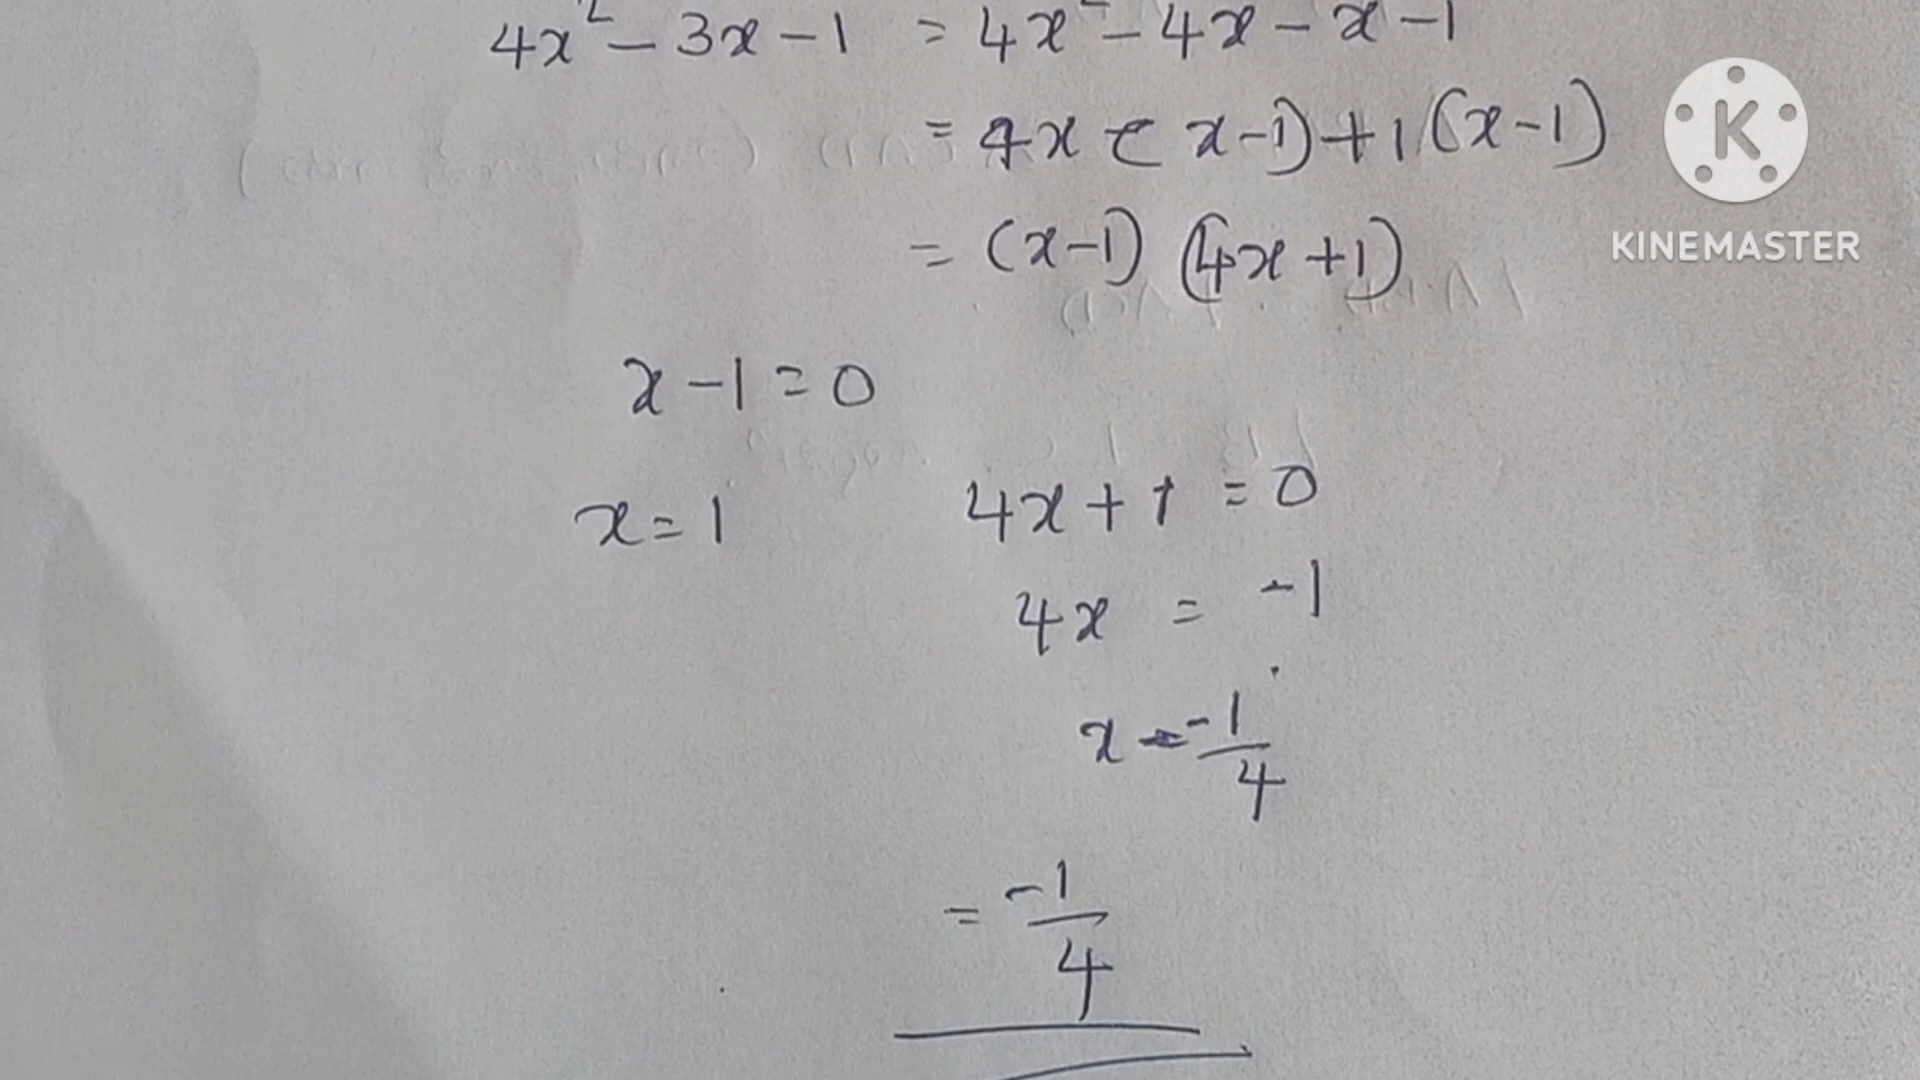 4x² - 3x - 1 = 4x² - 4x - x - 1
= 4x (x-1) + 1 (x-1)
= (x-1) (4x+1)
K
KINEMASTER
x - 1 = 0
x = 1 4x + 1 = 0
4x = -1
x = -1/4
= -1/4